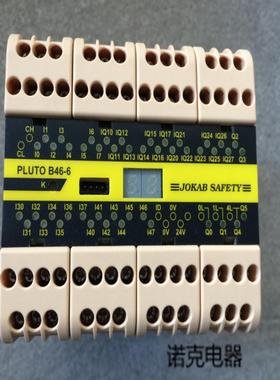 CH I1 I3 I6 IQ10 IQ12 IQ15 IQ17 IQ21 IQ24 IQ26 Q2
CL I0 I2 I4 I5 I7 IQ11 IQ13 IQ14 IQ16 IQ20 IQ22 IQ23 IQ25 IQ27 Q3
PLUTO B46-6
K
JOKAB SAFETY
I30 I32 I34 I36 I37 I41 I43 I45 I46 ID 0V 0L 1L 4L Q5
I31 I33 I35 I40 I42 I44 I47 0V 24V Q0 Q1 Q4
诺克电器